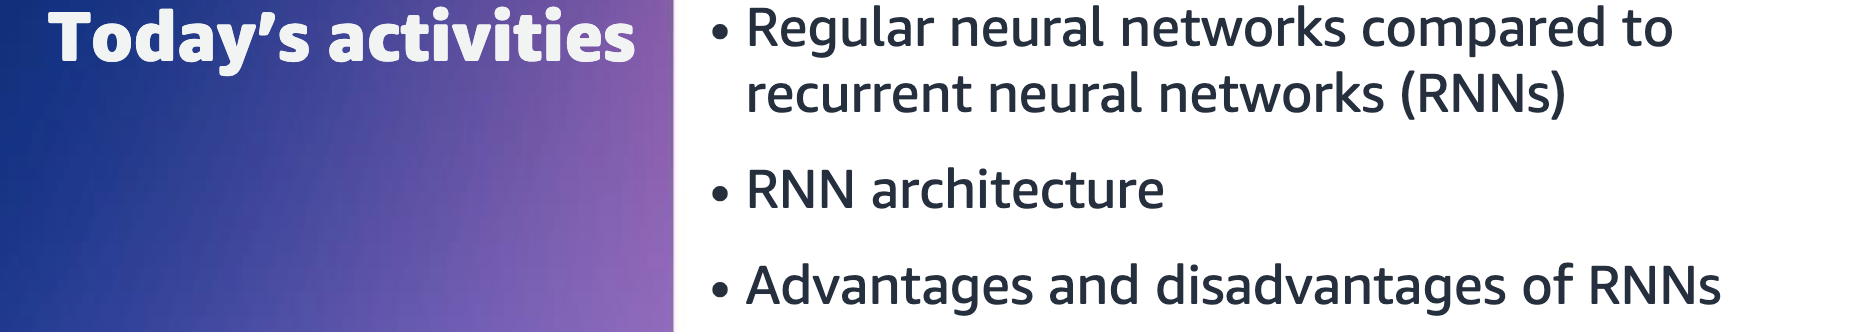 Today’s activities
• Regular neural networks compared to
recurrent neural networks (RNNs)
• RNN architecture
• Advantages and disadvantages of RNNs